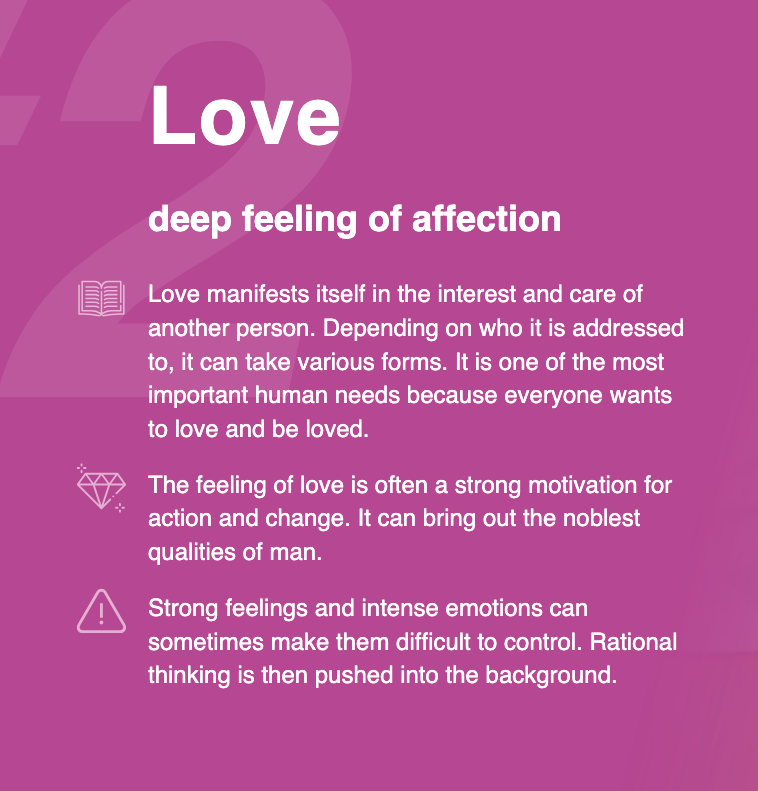 #2
Love
deep feeling of affection
Love manifests itself in the interest and care of
another person. Depending on who it is addressed
to, it can take various forms. It is one of the most
important human needs because everyone wants
to love and be loved.
The feeling of love is often a strong motivation for
action and change. It can bring out the noblest
qualities of man.
Strong feelings and intense emotions can
sometimes make them difficult to control. Rational
thinking is then pushed into the background.